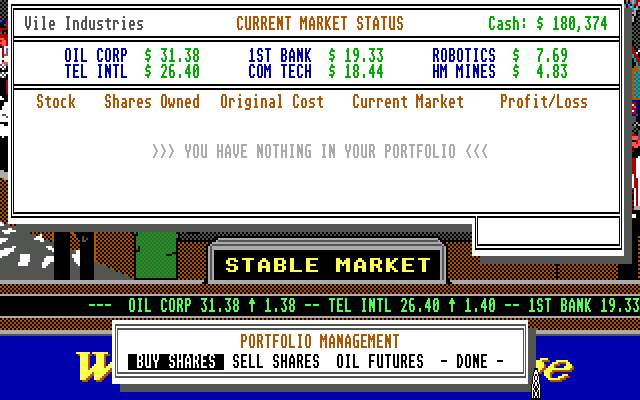 Vile Industries CURRENT MARKET STATUS Cash: $ 180,374
OIL CORP $ 31.38 1ST BANK $ 19.33 ROBOTICS $ 7.69
TEL INTL $ 26.40 COM TECH $ 18.44 HM MINES $ 4.83
Stock Shares Owned Original Cost Current Market Profit/Loss
>>> YOU HAVE NOTHING IN YOUR PORTFOLIO <<<
STABLE MARKET
--- OIL CORP 31.38 ↑ 1.38 -- TEL INTL 26.40 ↑ 1.40 -- 1ST BANK 19.33
PORTFOLIO MANAGEMENT
BUY SHARES SELL SHARES OIL FUTURES - DONE -